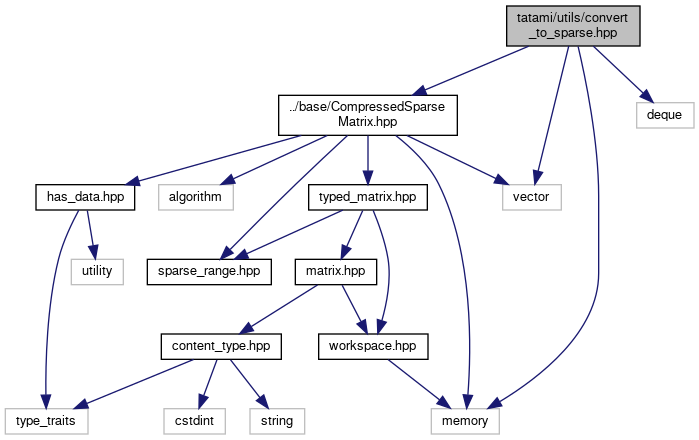 tatami/utils/convert
_to_sparse.hpp
../base/CompressedSparse
Matrix.hpp
deque
has_data.hpp
algorithm
typed_matrix.hpp
vector
utility
sparse_range.hpp
matrix.hpp
content_type.hpp
workspace.hpp
type_traits
cstdint
string
memory